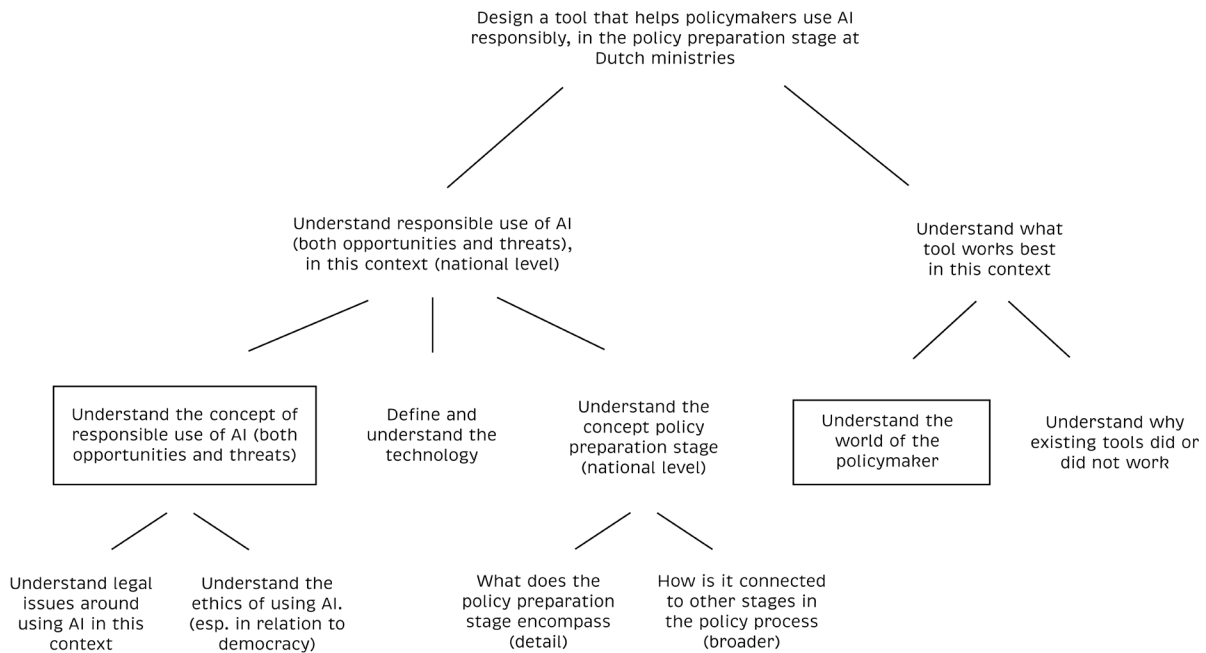 Design a tool that helps policymakers use AI
responsibly, in the policy preparation stage at
Dutch ministries
Understand responsible use of AI
(both opportunities and threats),
in this context (national level)
Understand what
tool works best
in this context
Understand the concept of
responsible use of AI (both
opportunities and threats)
Define and
understand the
technology
Understand the
concept policy
preparation stage
(national level)
Understand the
world of the
policymaker
Understand why
existing tools did or
did not work
Understand legal
issues around
using AI in this
context
Understand the
ethics of using AI.
(esp. in relation to
democracy)
What does the
policy preparation
stage encompass
(detail)
How is it connected
to other stages in
the policy process
(broader)